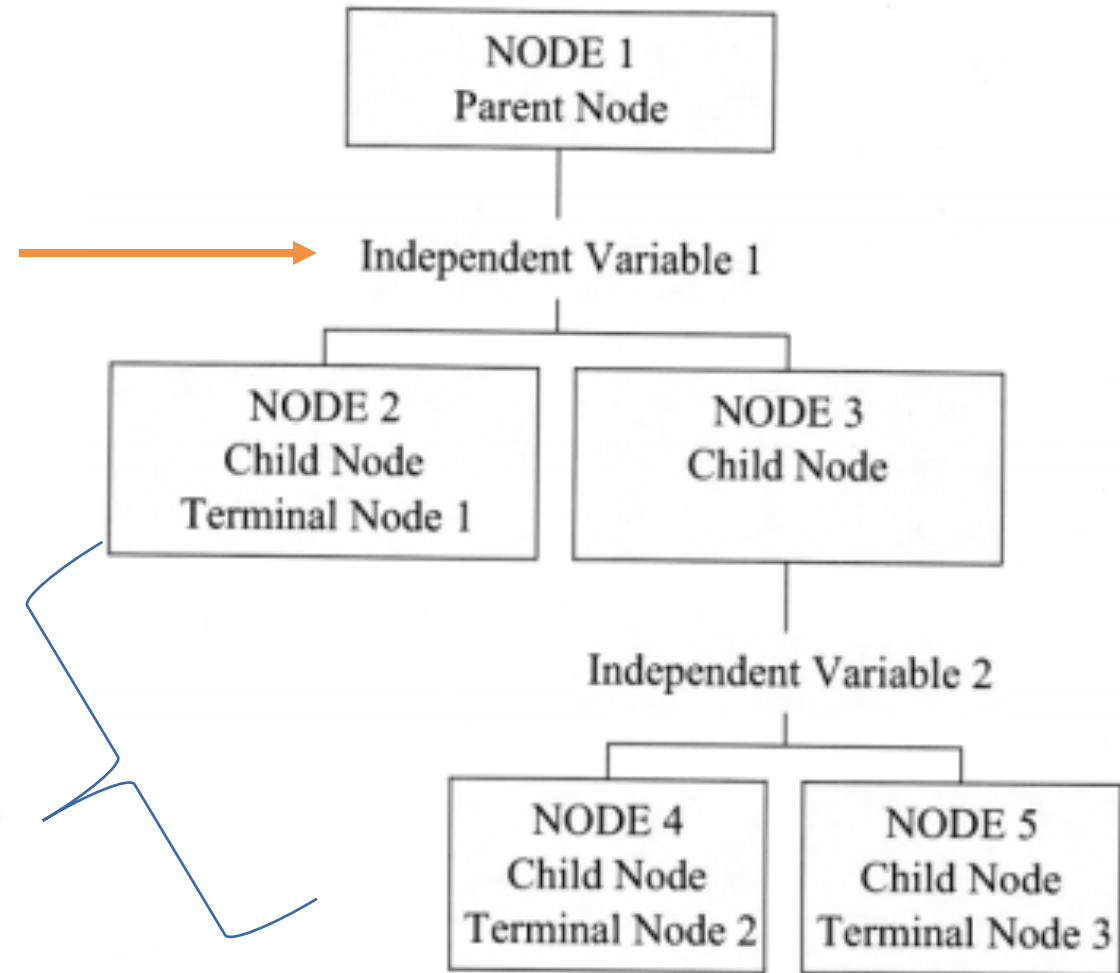 NODE 1
Parent Node
Independent Variable 1
NODE 2
Child Node
Terminal Node 1
NODE 3
Child Node
Independent Variable 2
NODE 4
Child Node
Terminal Node 2
NODE 5
Child Node
Terminal Node 3